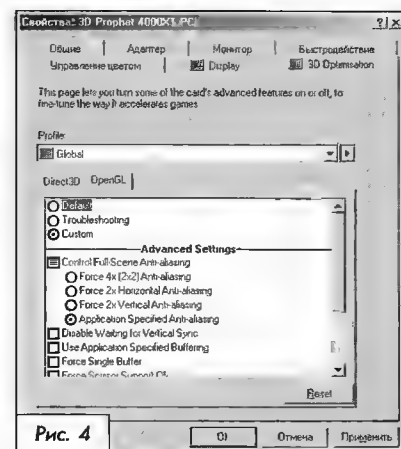 Свойства: 3D Prophet 4000XT PCI
Общие Адаптер Монитор Быстродействие
Управление цветом Display 3D Optimisation
This page lets you turn some of the card's advanced features on or off, to
fine-tune the way it accelerates games
Profile
Global
Direct3D OpenGL
Default
Troubleshooting
Custom
Advanced Settings
Control Full-Scene Anti-aliasing
Force 4x (2x2) Anti-aliasing
Force 2x Horizontal Anti-aliasing
Force 2x Vertical Anti-aliasing
Application Specified Anti-aliasing
Disable Waiting for Vertical Sync
Use Application Specified Buffering
Force Single Buffer
Force Scissor Support Off
Reset
Рис. 4
Отмена Применить